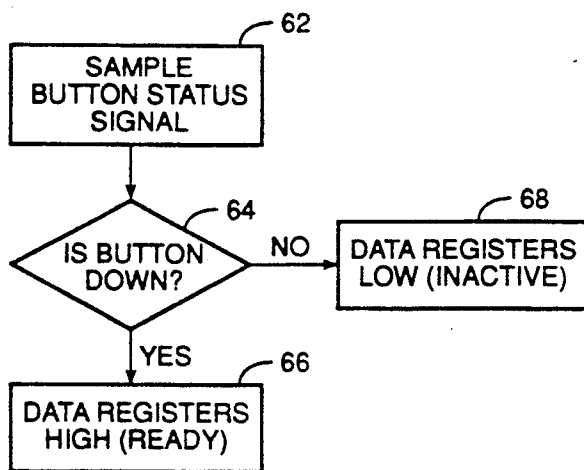 62
SAMPLE
BUTTON STATUS
SIGNAL
64
IS BUTTON
DOWN?
NO
68
DATA REGISTERS
LOW (INACTIVE)
YES
66
DATA REGISTERS
HIGH (READY)